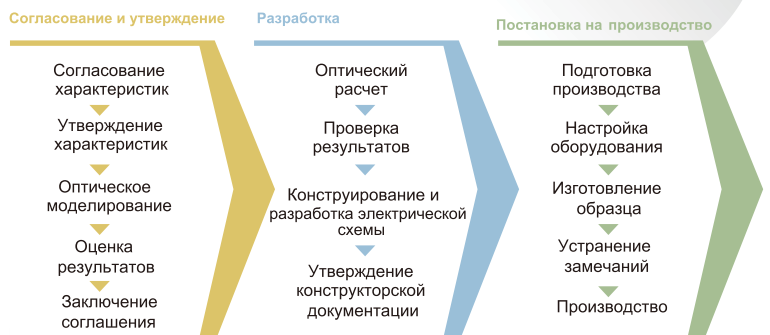 Согласование и утверждение
Согласование
характеристик
Утверждение
характеристик
Оптическое
моделирование
Оценка
результатов
Заключение
соглашения
Разработка
Оптический
расчет
Проверка
результатов
Конструирование и
разработка электрической
схемы
Утверждение
конструкторской
документации
Постановка на производство
Подготовка
производства
Настройка
оборудования
Изготовление
образца
Устранение
замечаний
Производство